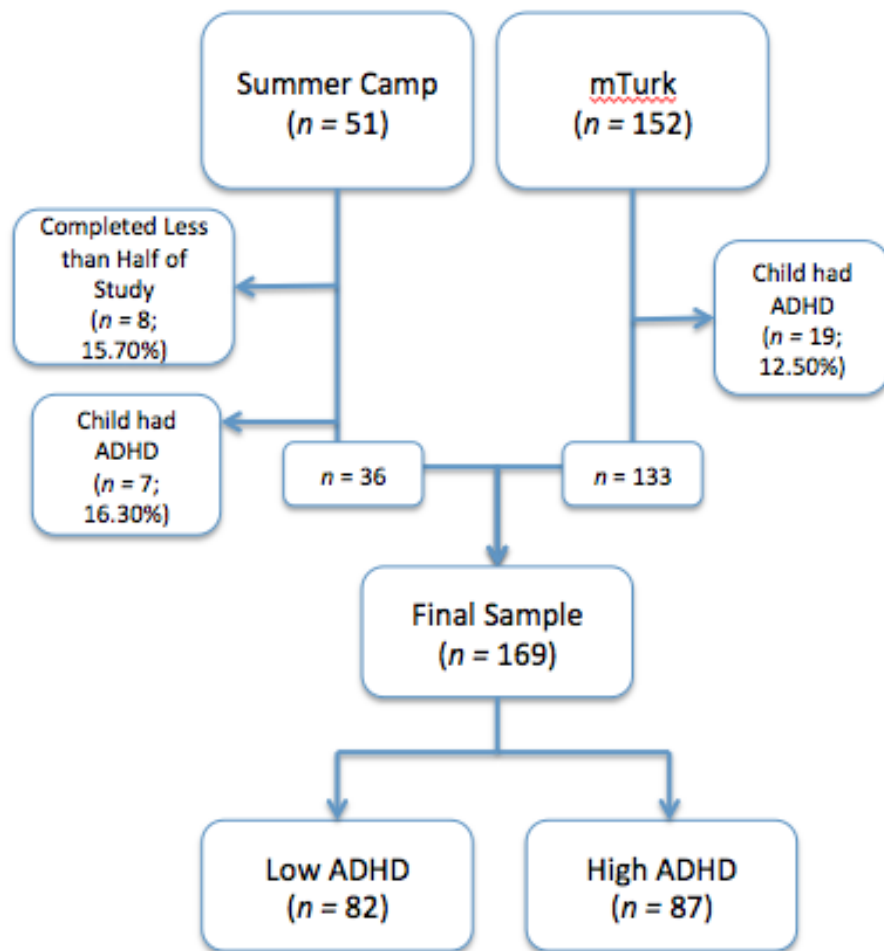 Summer Camp
(n = 51)
mTurk
(n = 152)
Completed Less
than Half of
Study
(n = 8;
15.70%)
Child had
ADHD
(n = 19;
12.50%)
Child had
ADHD
(n = 7;
16.30%)
n = 36
n = 133
Final Sample
(n = 169)
Low ADHD
(n = 82)
High ADHD
(n = 87)